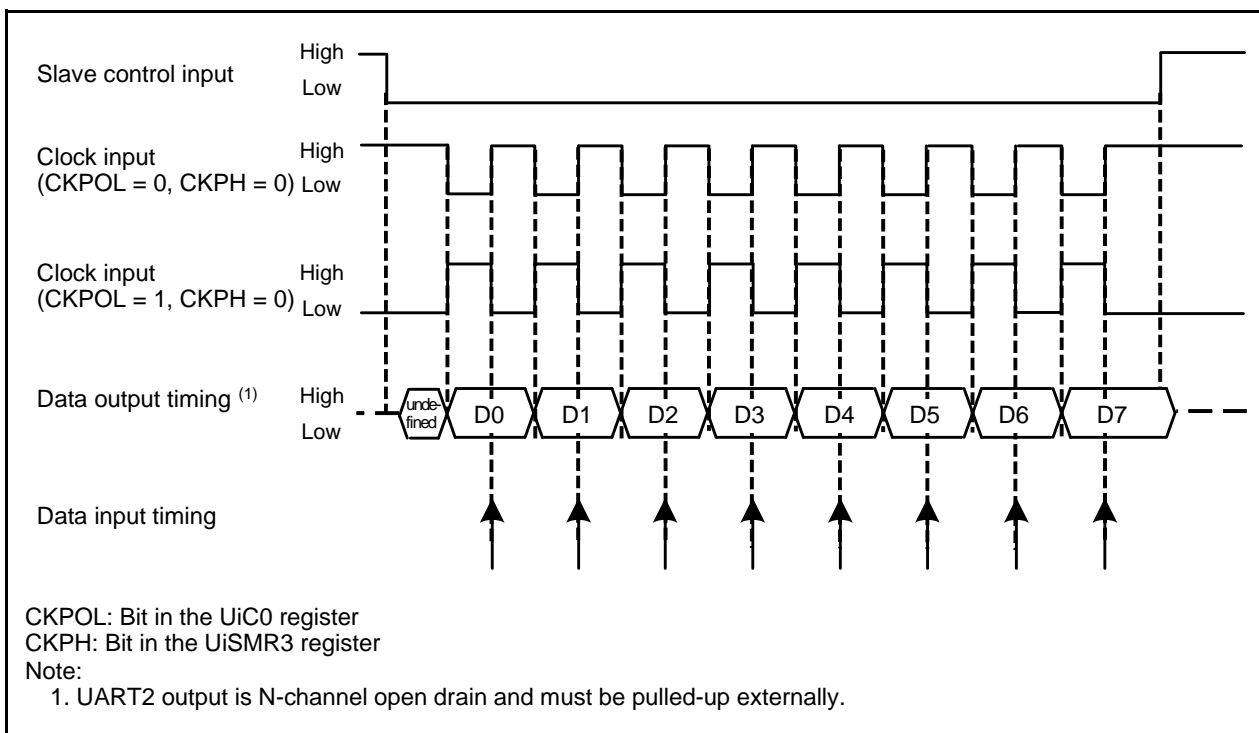 Slave control input
High
Low
Clock input
(CKPOL = 0, CKPH = 0)
High
Low
Clock input
(CKPOL = 1, CKPH = 0)
High
Low
Data output timing (1)
High
Low
unde-
fined
D0 D1 D2 D3 D4 D5 D6 D7
Data input timing
CKPOL: Bit in the UiC0 register
CKPH: Bit in the UiSMR3 register
Note:
1. UART2 output is N-channel open drain and must be pulled-up externally.